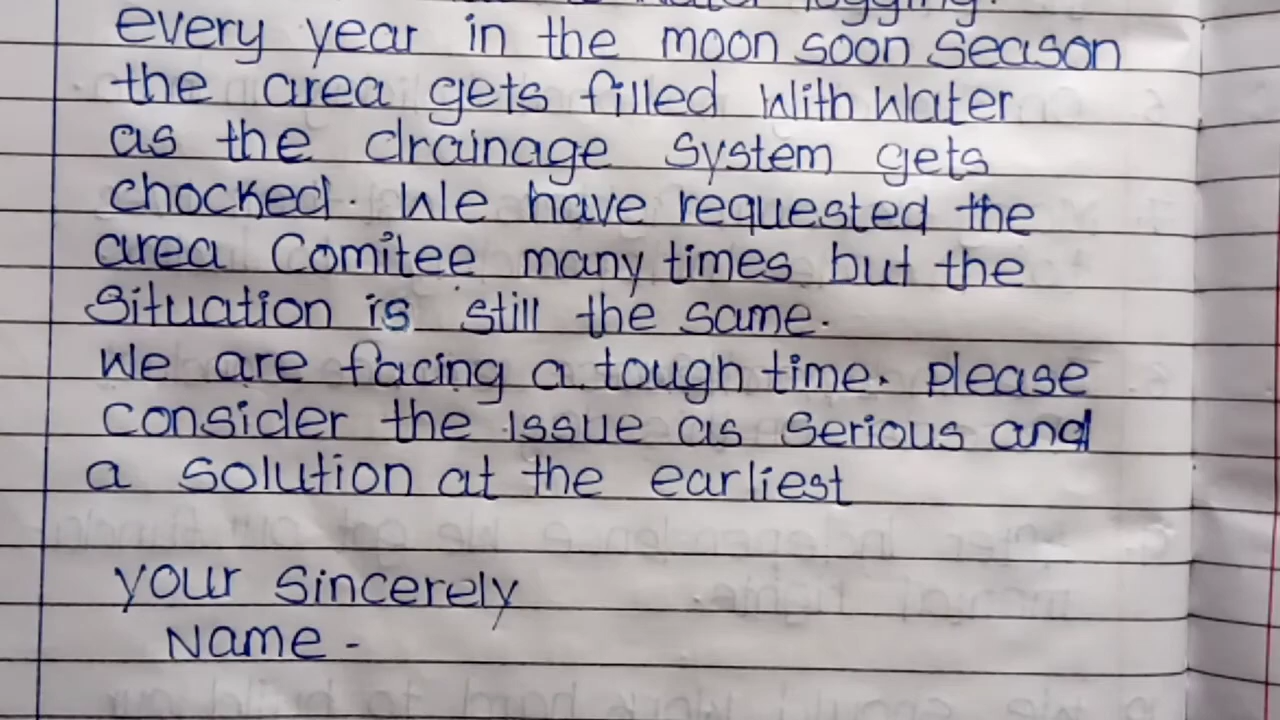 logging.
every year in the moon soon season
the area gets filled with water
as the drainage system gets
chocked. We have requested the
area Comitee many times but the
situation is still the same.
We are facing a tough time. please
consider the issue as serious and
a solution at the earliest
your sincerely
Name -